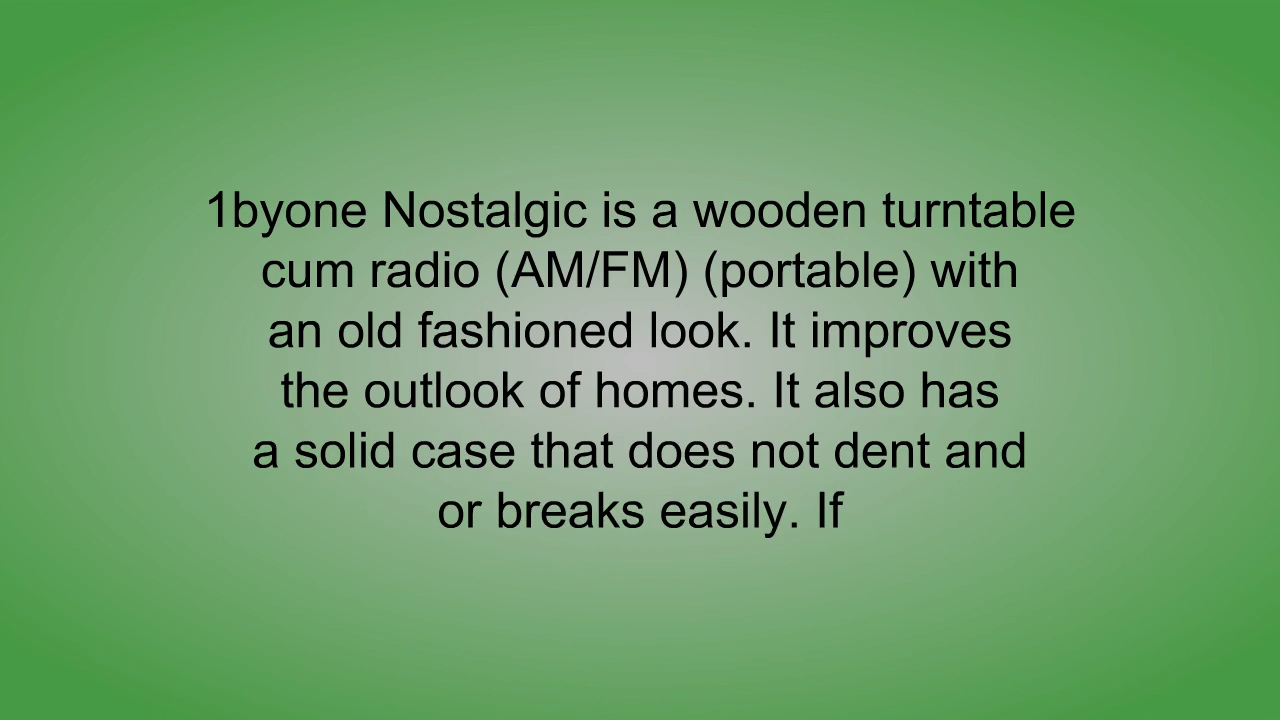 1byone Nostalgic is a wooden turntable
cum radio (AM/FM) (portable) with
an old fashioned look. It improves
the outlook of homes. It also has
a solid case that does not dent and
or breaks easily. If